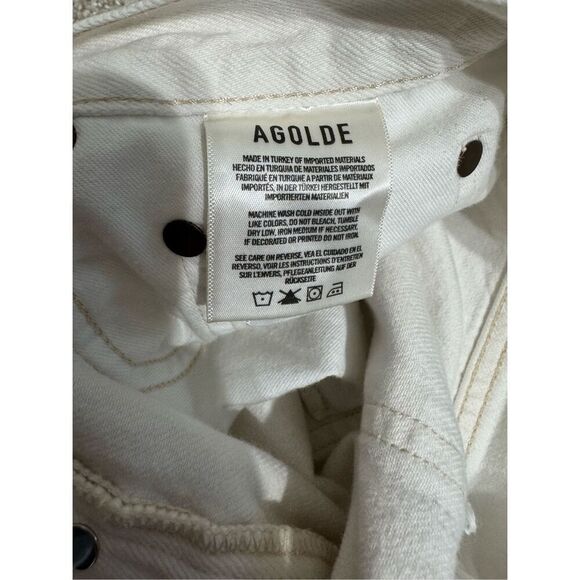 AGOLDE
MADE IN TURKEY OF IMPORTED MATERIALS
HECHO EN TURQUIA DE MATERIALES IMPORTADOS
FABRIQUÉ EN TURQUIE A PARTIR DE MATÉRIAUX
IMPORTÉS, IN DER TÜRKEI HERGESTELLT MIT
IMPORTIERTEN MATERIALIEN
MACHINE WASH COLD INSIDE OUT WITH
LIKE COLORS, DO NOT BLEACH, TUMBLE
DRY LOW, IRON MEDIUM IF NECESSARY.
IF DECORATED OR PRINTED DO NOT IRON.
SEE CARE ON REVERSE, VEA EL CUIDADO EN EL
REVERSO, VOIR LES INSTRUCTIONS D'ENTRETIEN
SUR L'ENVERS, PFLEGEANLEITUNG AUF DER
RÜCKSEITE